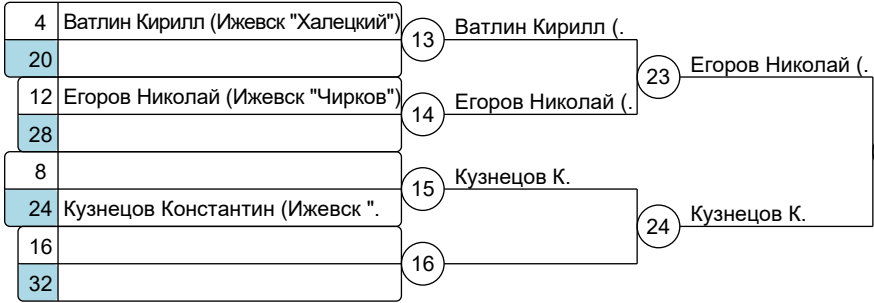 4 Ватлин Кирилл (Ижевск "Халецкий")
13 Ватлин Кирилл (.
20
23 Егоров Николай (.
12 Егоров Николай (Ижевск "Чирков")
14 Егоров Николай (.
28
8
15 Кузнецов К.
24 Кузнецов Константин (Ижевск ".
24 Кузнецов К.
16
16
32